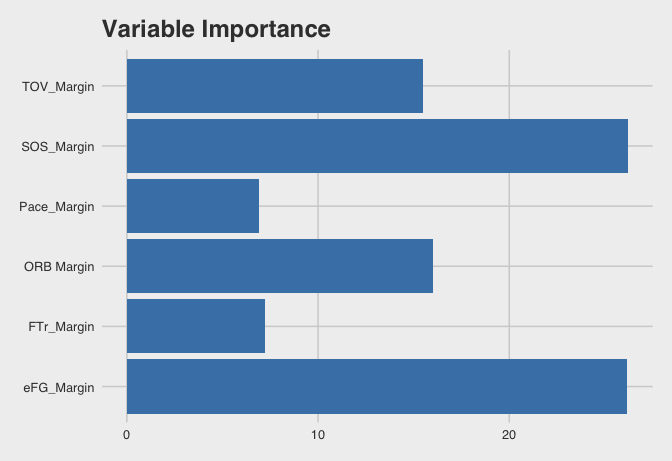 Variable Importance
TOV_Margin
SOS_Margin
Pace_Margin
ORB Margin
FTr_Margin
eFG_Margin
0 10 20